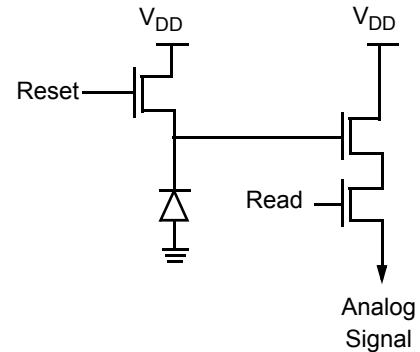 V_DD
V_DD
Reset
Read
Analog
Signal